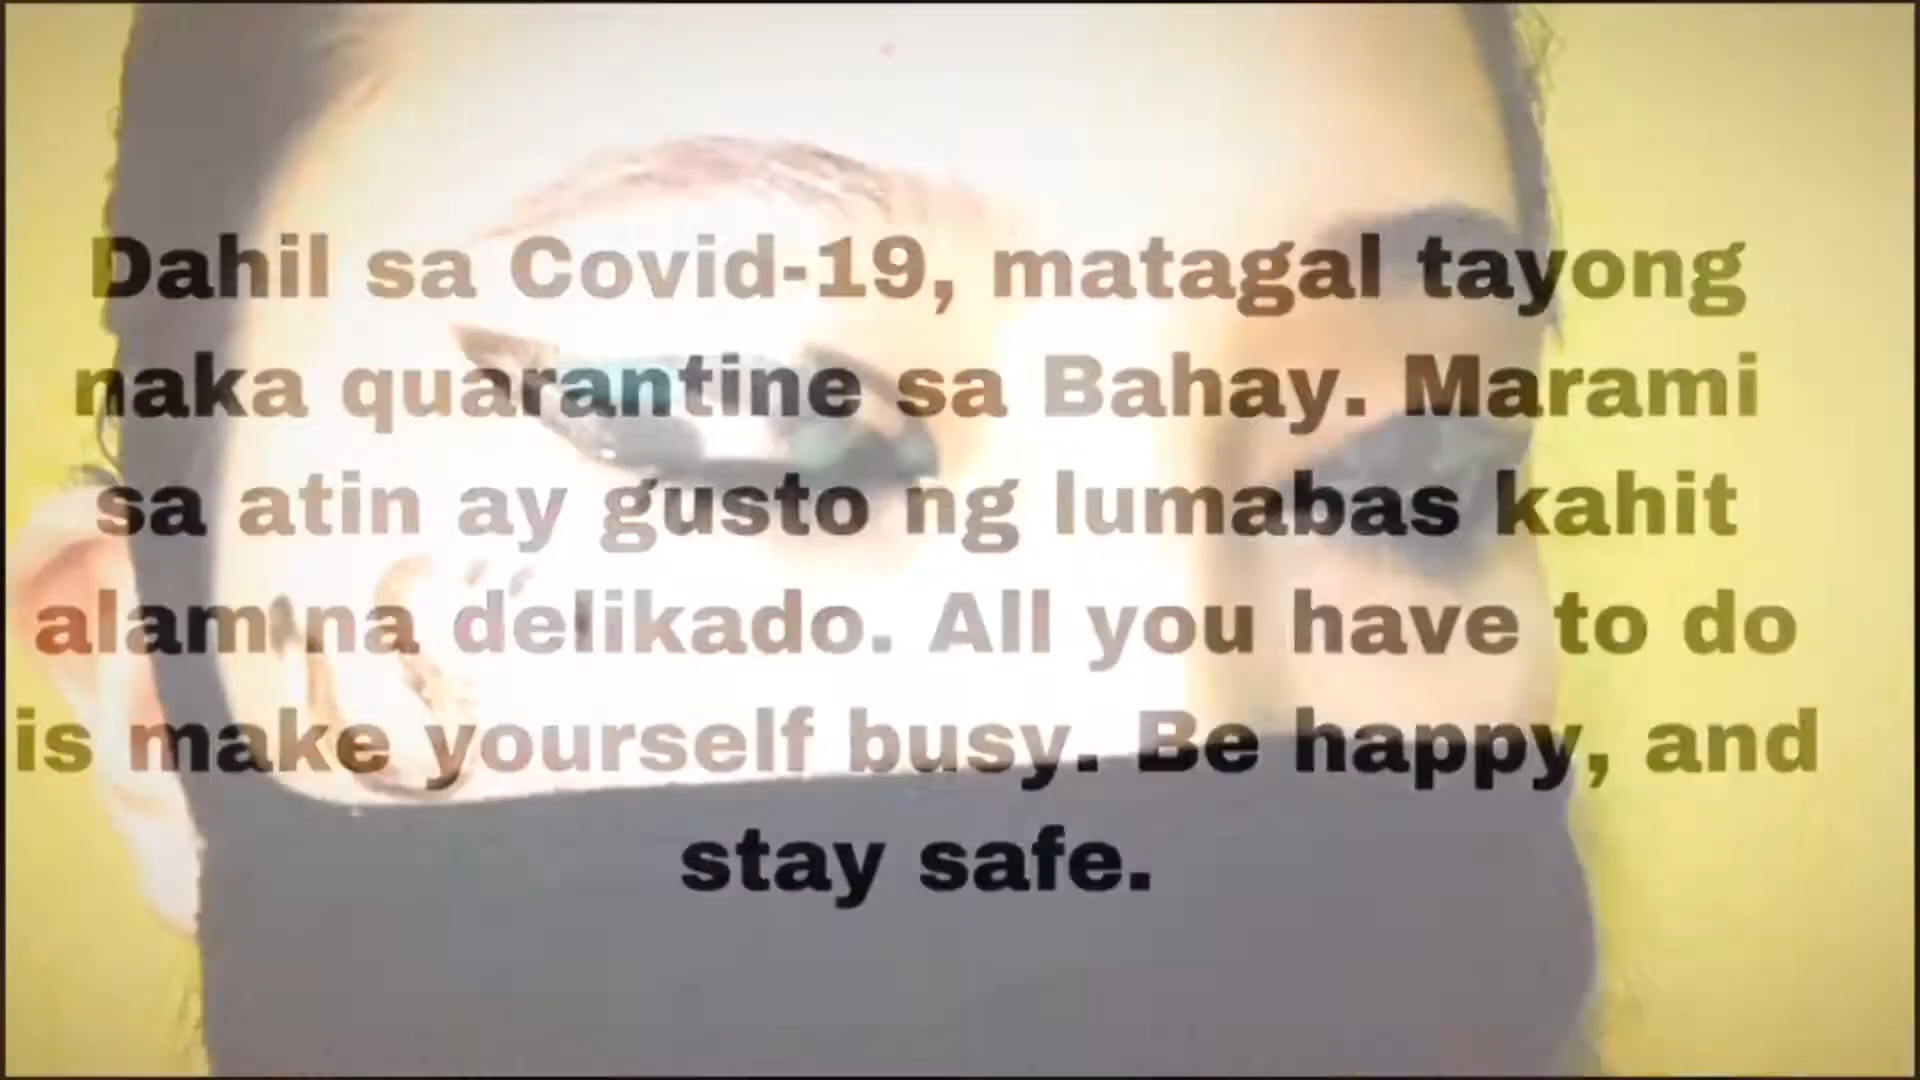 Dahil sa Covid-19, matagal tayong
naka quarantine sa Bahay. Marami
sa atin ay gusto ng lumabas kahit
alam na delikado. All you have to do
is make yourself busy. Be happy, and
stay safe.